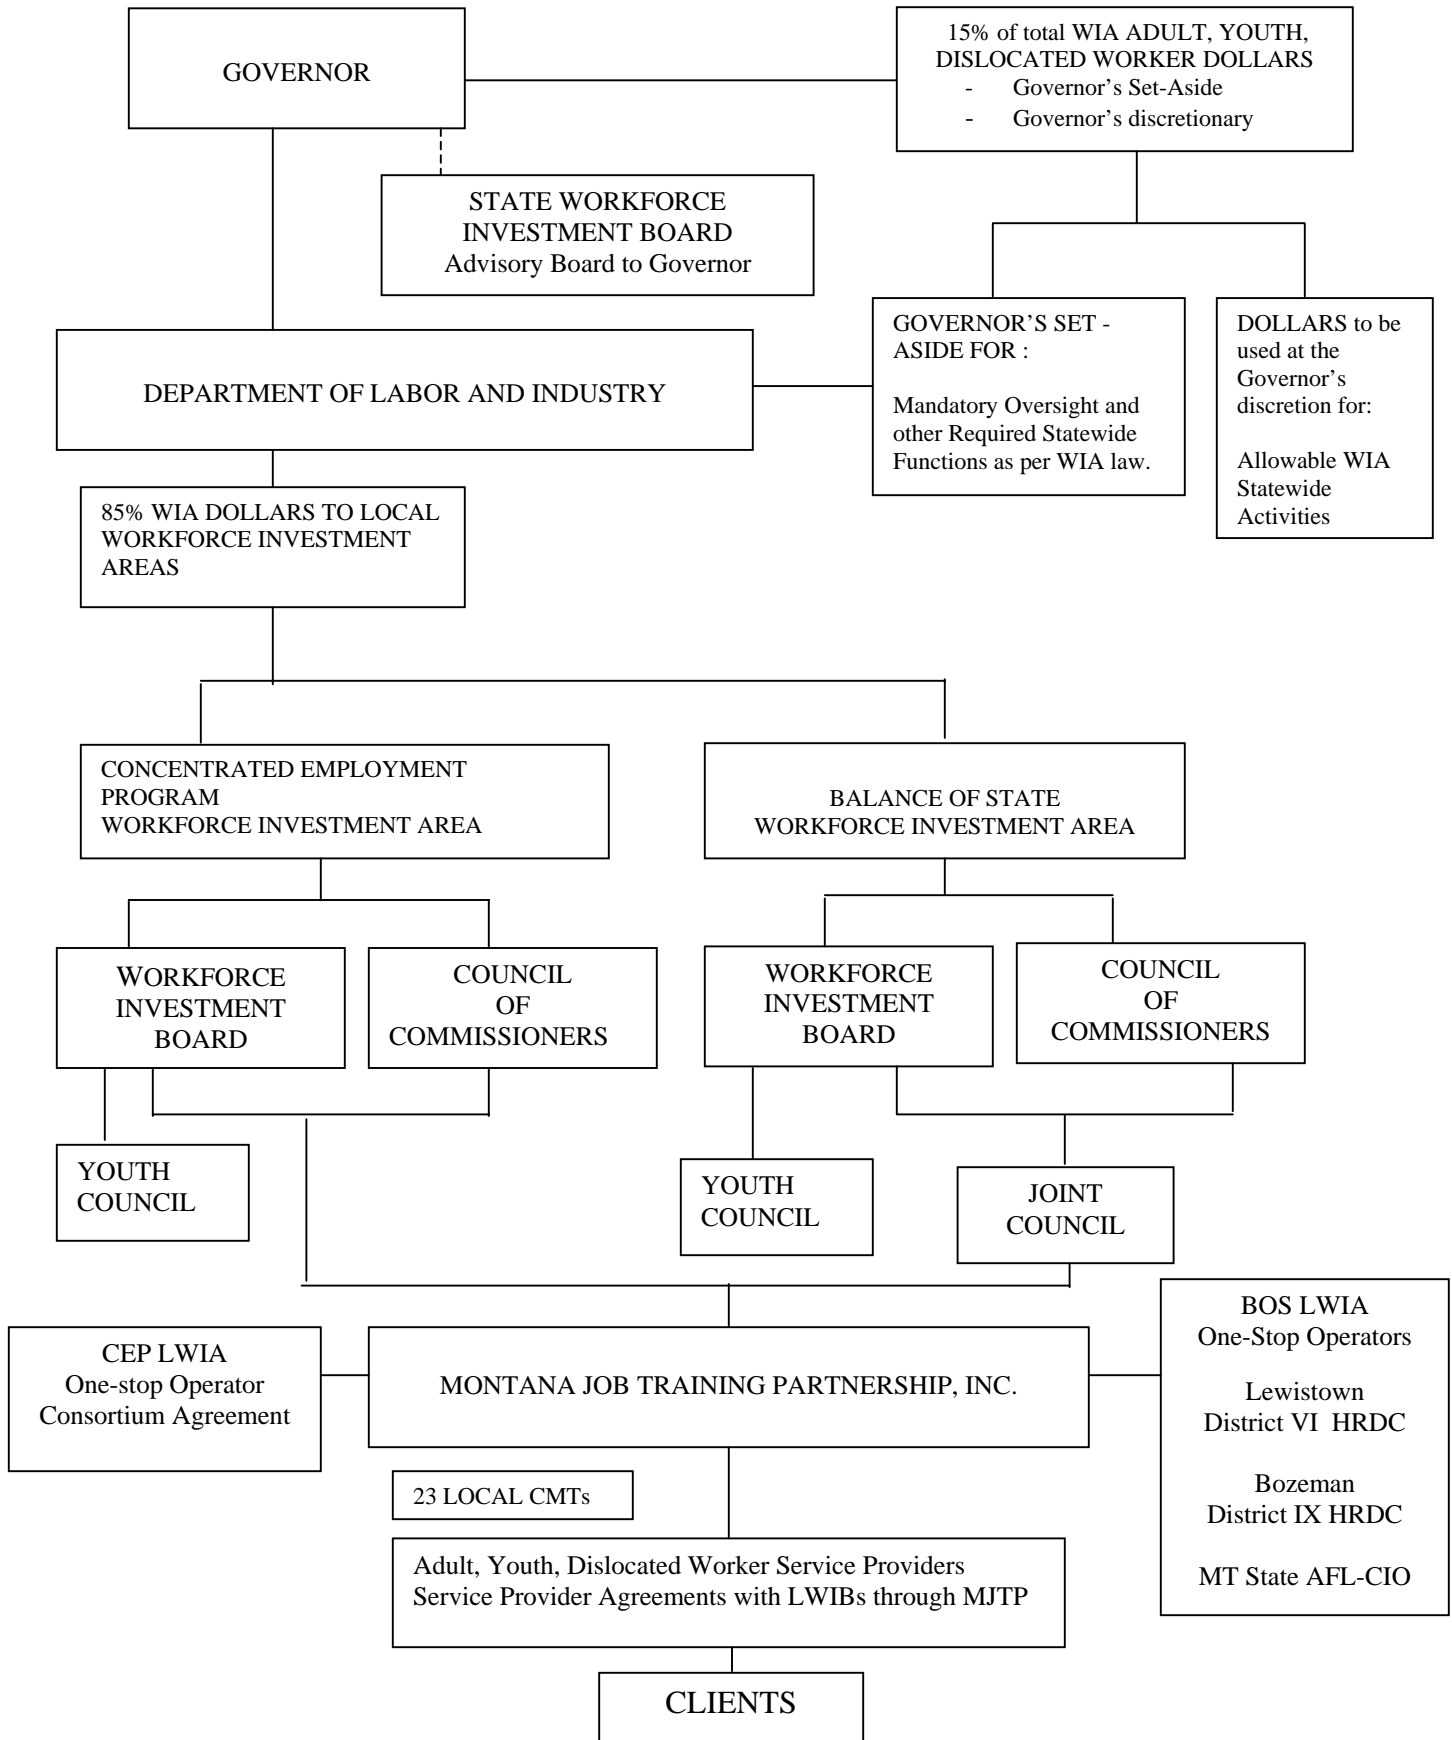 GOVERNOR
15% of total WIA ADULT, YOUTH,
DISLOCATED WORKER DOLLARS
- Governor’s Set-Aside
- Governor’s discretionary
STATE WORKFORCE
INVESTMENT BOARD
Advisory Board to Governor
DEPARTMENT OF LABOR AND INDUSTRY
GOVERNOR’S SET -
ASIDE FOR :
Mandatory Oversight and
other Required Statewide
Functions as per WIA law.
DOLLARS to be
used at the
Governor’s
discretion for:
Allowable WIA
Statewide
Activities
85% WIA DOLLARS TO LOCAL
WORKFORCE INVESTMENT
AREAS
CONCENTRATED EMPLOYMENT
PROGRAM
WORKFORCE INVESTMENT AREA
BALANCE OF STATE
WORKFORCE INVESTMENT AREA
WORKFORCE
INVESTMENT
BOARD
COUNCIL
OF
COMMISSIONERS
WORKFORCE
INVESTMENT
BOARD
COUNCIL
OF
COMMISSIONERS
YOUTH
COUNCIL
YOUTH
COUNCIL
JOINT
COUNCIL
CEP LWIA
One-stop Operator
Consortium Agreement
MONTANA JOB TRAINING PARTNERSHIP, INC.
BOS LWIA
One-Stop Operators
Lewistown
District VI HRDC
Bozeman
District IX HRDC
MT State AFL-CIO
23 LOCAL CMTs
Adult, Youth, Dislocated Worker Service Providers
Service Provider Agreements with LWIBs through MJTP
CLIENTS